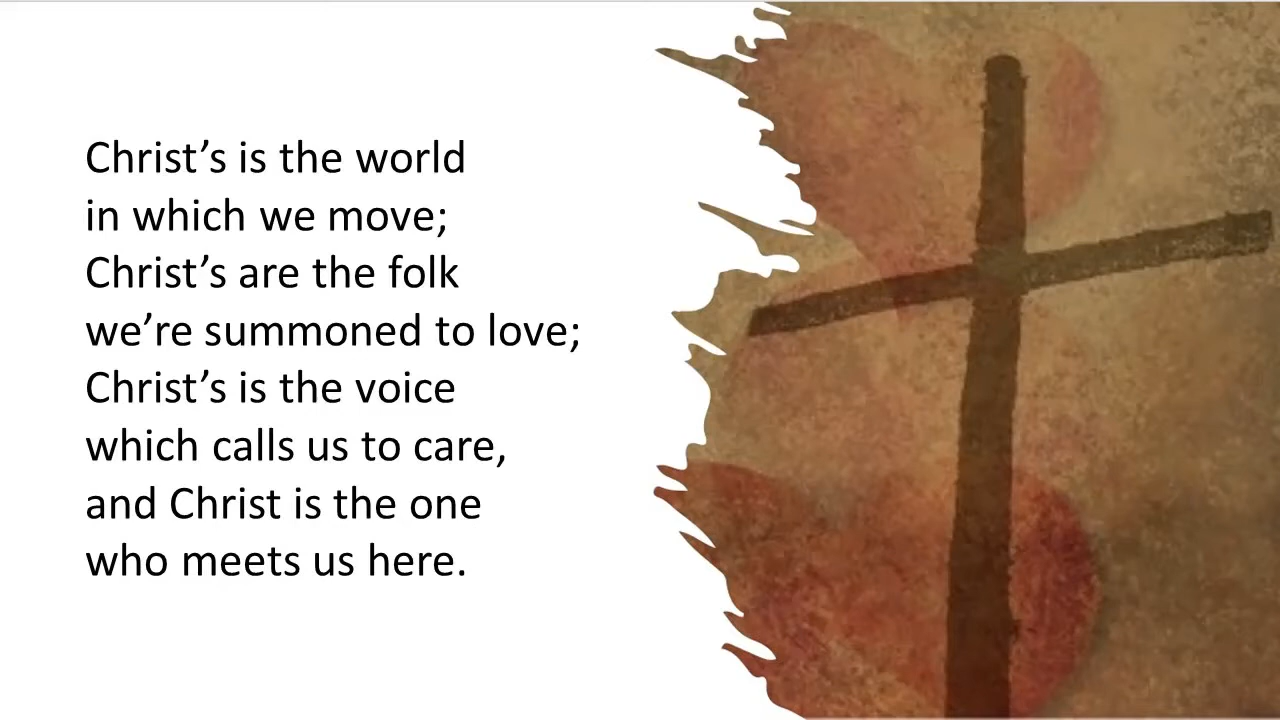 Christ’s is the world
in which we move;
Christ’s are the folk
we’re summoned to love;
Christ’s is the voice
which calls us to care,
and Christ is the one
who meets us here.